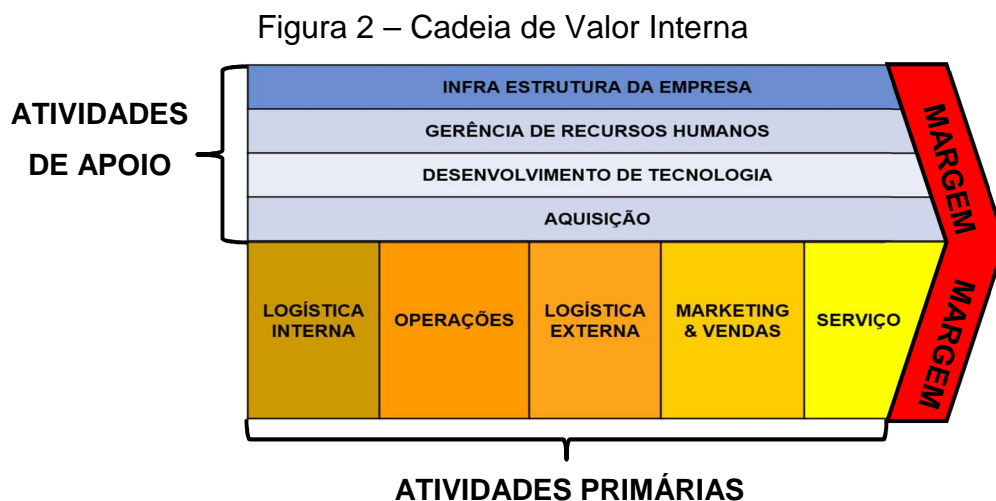 Figura 2 – Cadeia de Valor Interna
ATIVIDADES
DE APOIO
INFRA ESTRUTURA DA EMPRESA
GERÊNCIA DE RECURSOS HUMANOS
DESENVOLVIMENTO DE TECNOLOGIA
AQUISIÇÃO
LOGÍSTICA
INTERNA
OPERAÇÕES
LOGÍSTICA
EXTERNA
MARKETING
& VENDAS
SERVIÇO
MARGEM
MARGEM
ATIVIDADES PRIMÁRIAS